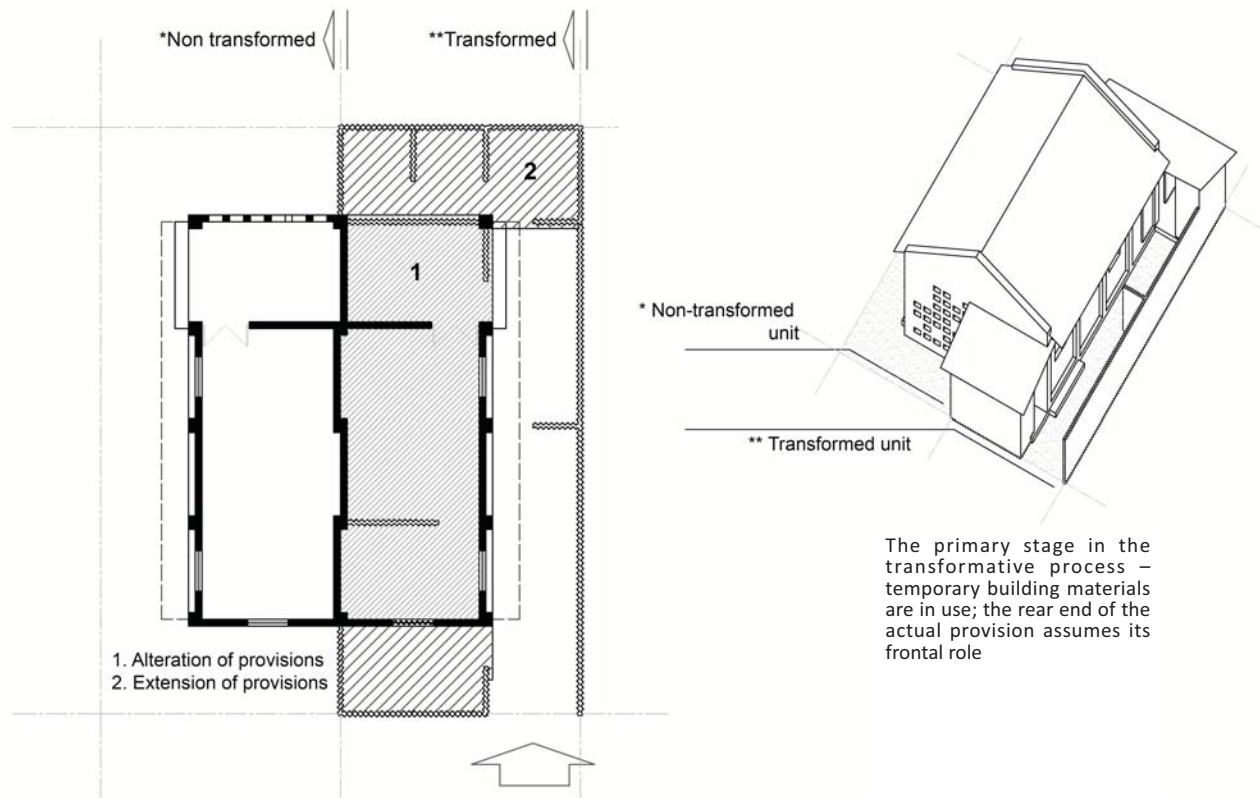 *Non transformed
**Transformed
2
1
* Non-transformed
unit
** Transformed unit
1. Alteration of provisions
2. Extension of provisions
The primary stage in the
transformative process –
temporary building materials
are in use; the rear end of the
actual provision assumes its
frontal role